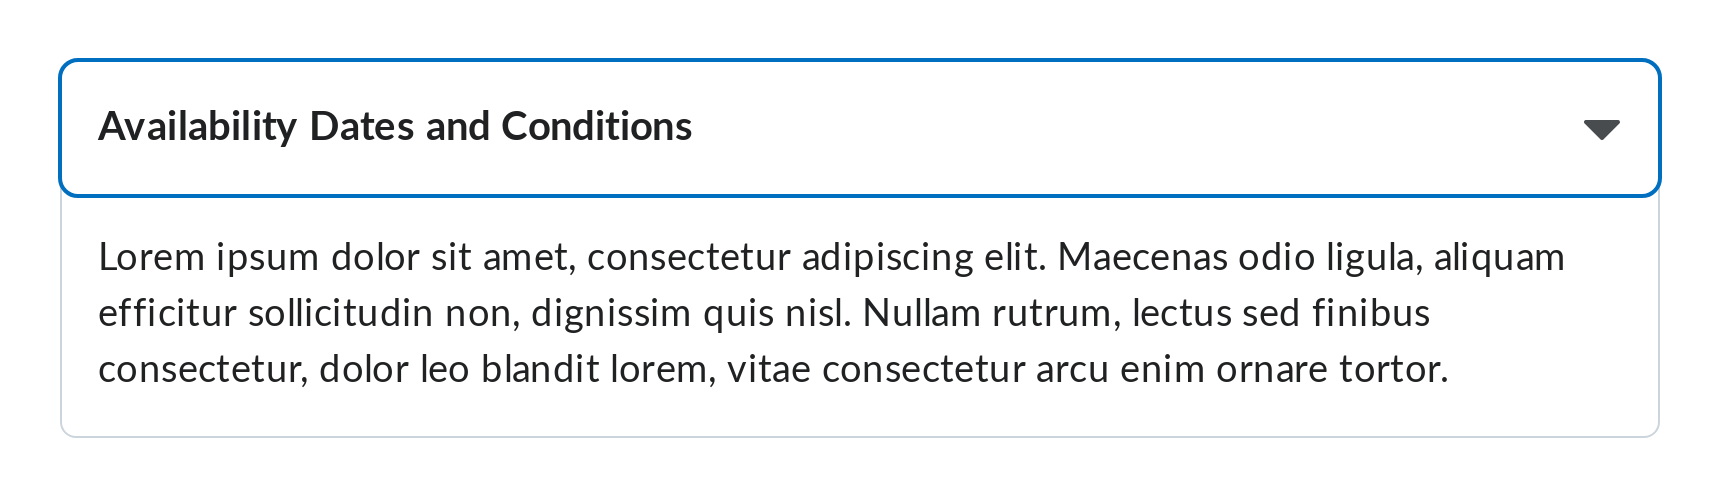 Availability Dates and Conditions
Lorem ipsum dolor sit amet, consectetur adipiscing elit. Maecenas odio ligula, aliquam
efficitur sollicitudin non, dignissim quis nisl. Nullam rutrum, lectus sed finibus
consectetur, dolor leo blandit lorem, vitae consectetur arcu enim ornare tortor.